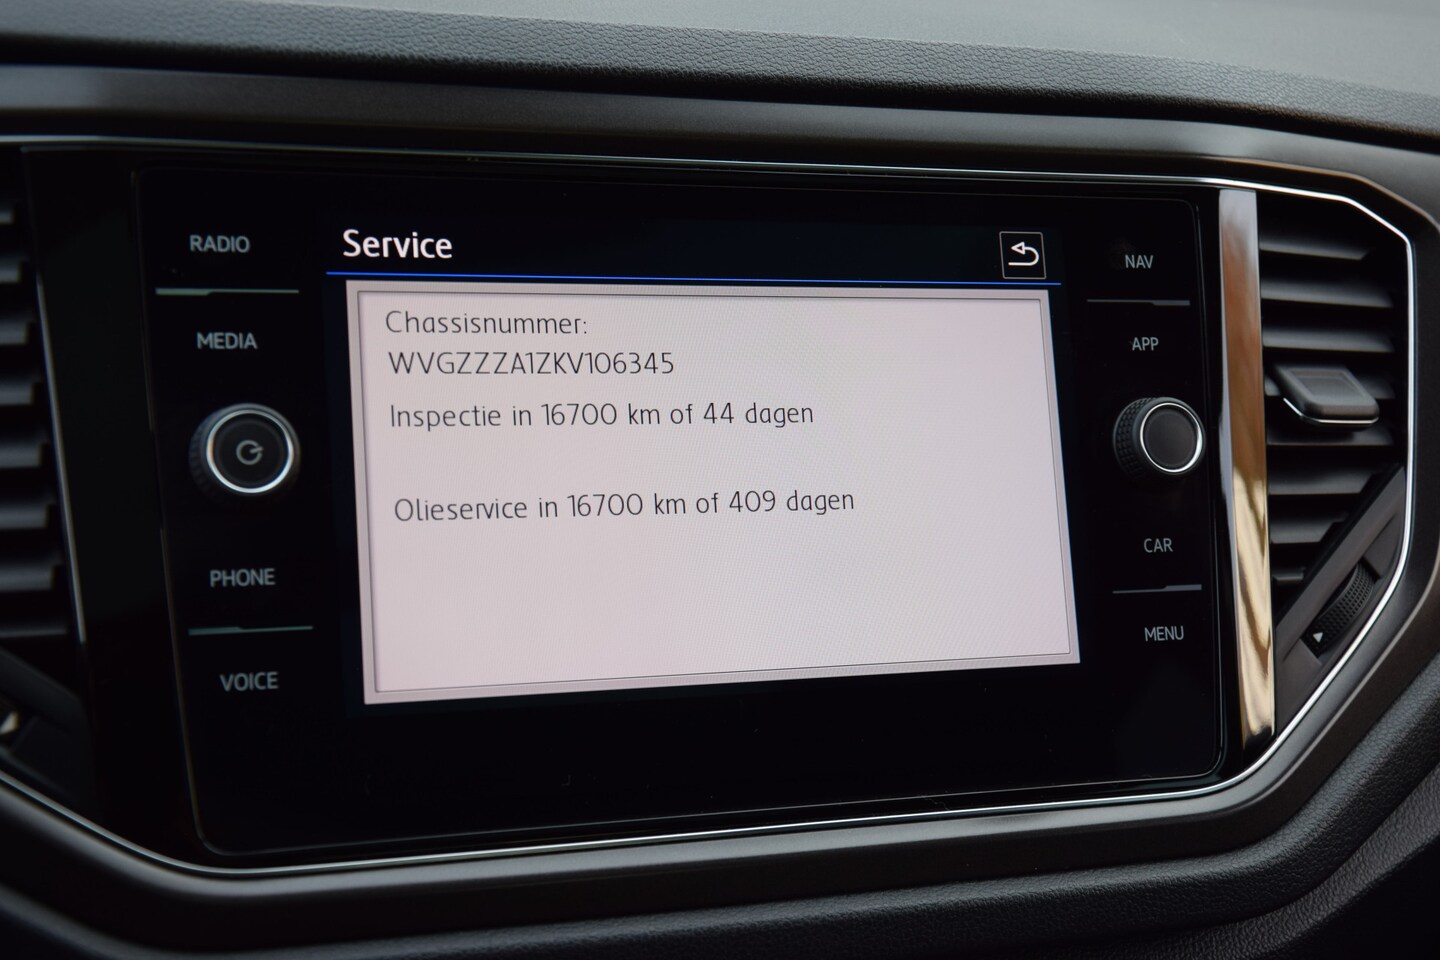 Service
RADIO
MEDIA
PHONE
VOICE
Chassisnummer:
WVGZZZA1ZKV106345
Inspectie in 16700 km of 44 dagen
Olieservice in 16700 km of 409 dagen
NAV
APP
CAR
MENU